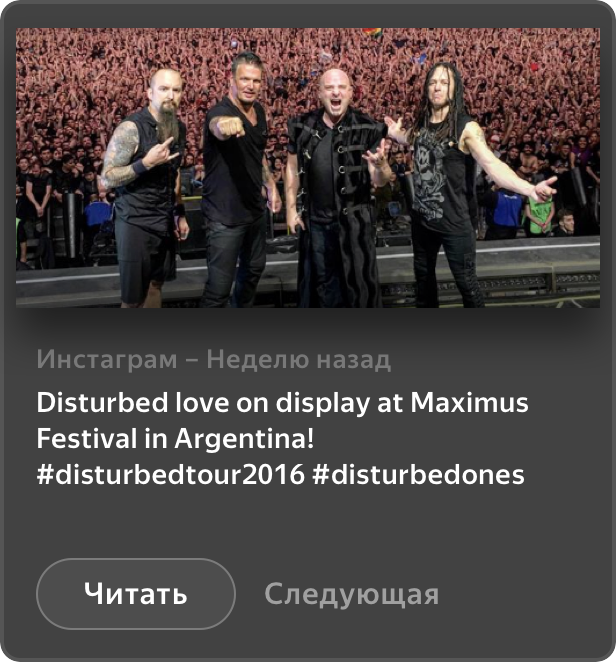 Инстаграм – Неделю назад
Disturbed love on display at Maximus
Festival in Argentina!
#disturbedtour2016 #disturbedones
Читать
Следующая